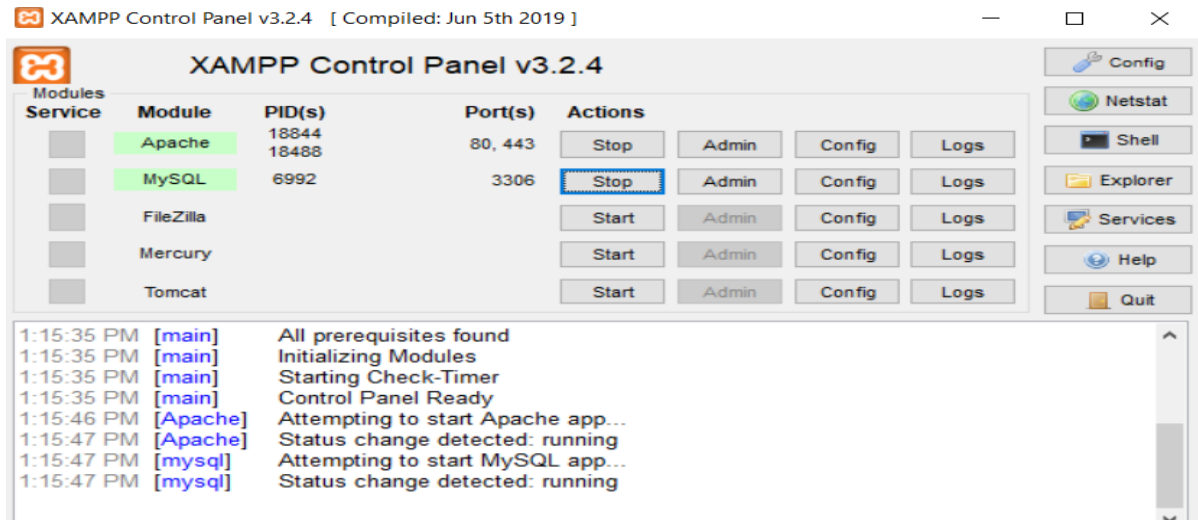 XAMPP Control Panel v3.2.4 [ Compiled: Jun 5th 2019 ]
XAMPP Control Panel v3.2.4
Config
Modules
Netstat
Service Module PID(s) Port(s) Actions
Apache 18844 18488 80, 443 Stop Admin Config Logs
Shell
MySQL 6992 3306 Stop Admin Config Logs
Explorer
FileZilla Start Admin Config Logs
Services
Mercury Start Admin Config Logs
Help
Tomcat Start Admin Config Logs
Quit
1:15:35 PM [main] All prerequisites found
1:15:35 PM [main] Initializing Modules
1:15:35 PM [main] Starting Check-Timer
1:15:35 PM [main] Control Panel Ready
1:15:46 PM [Apache] Attempting to start Apache app...
1:15:47 PM [Apache] Status change detected: running
1:15:47 PM [mysql] Attempting to start MySQL app...
1:15:47 PM [mysql] Status change detected: running